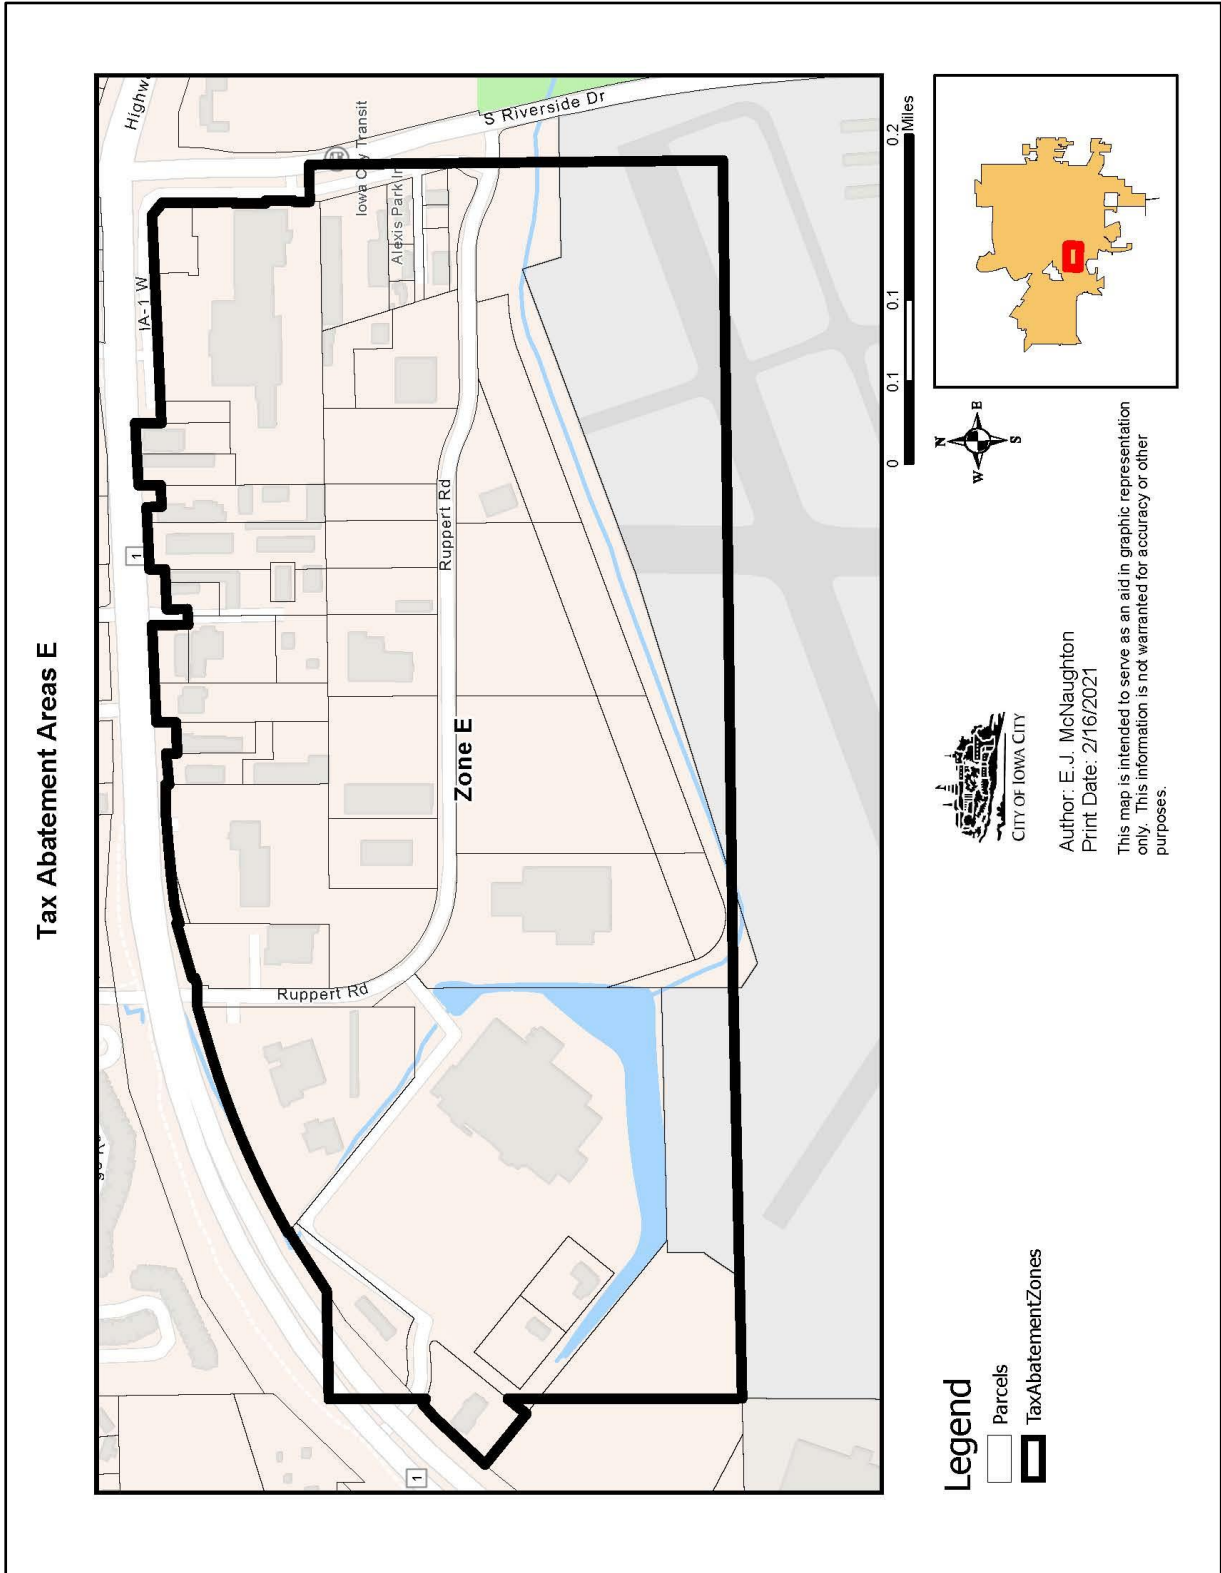 Tax Abatement Areas E
Highw
S Riverside Dr
Iowa City Transit
Alexis Park In
IA-1 W
1
Ruppert Rd
Zone E
Ruppert Rd
1
0 0.1 0.1 0.2
Miles
N
W E
S
CITY OF IOWA CITY
Author: E.J. McNaughton
Print Date: 2/16/2021
This map is intended to serve as an aid in graphic representation
only. This information is not warranted for accuracy or other
purposes.
Legend
Parcels
TaxAbatementZones